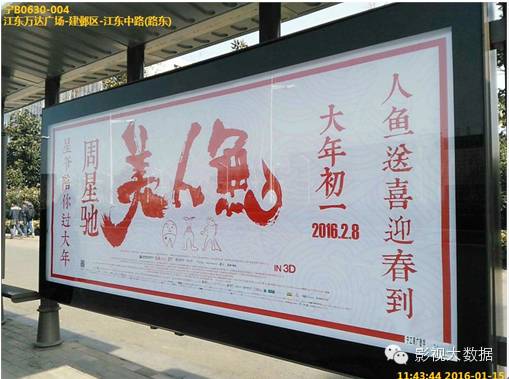 宁B0630-004
江东万达广场-建邺区-江东中路(路东)
人鱼送喜迎春到
大年初一
2016.2.8
美人鱼
周星驰
星爷陪你过大年
IN 3D
影视大数据
11:43:44 2016-01-15